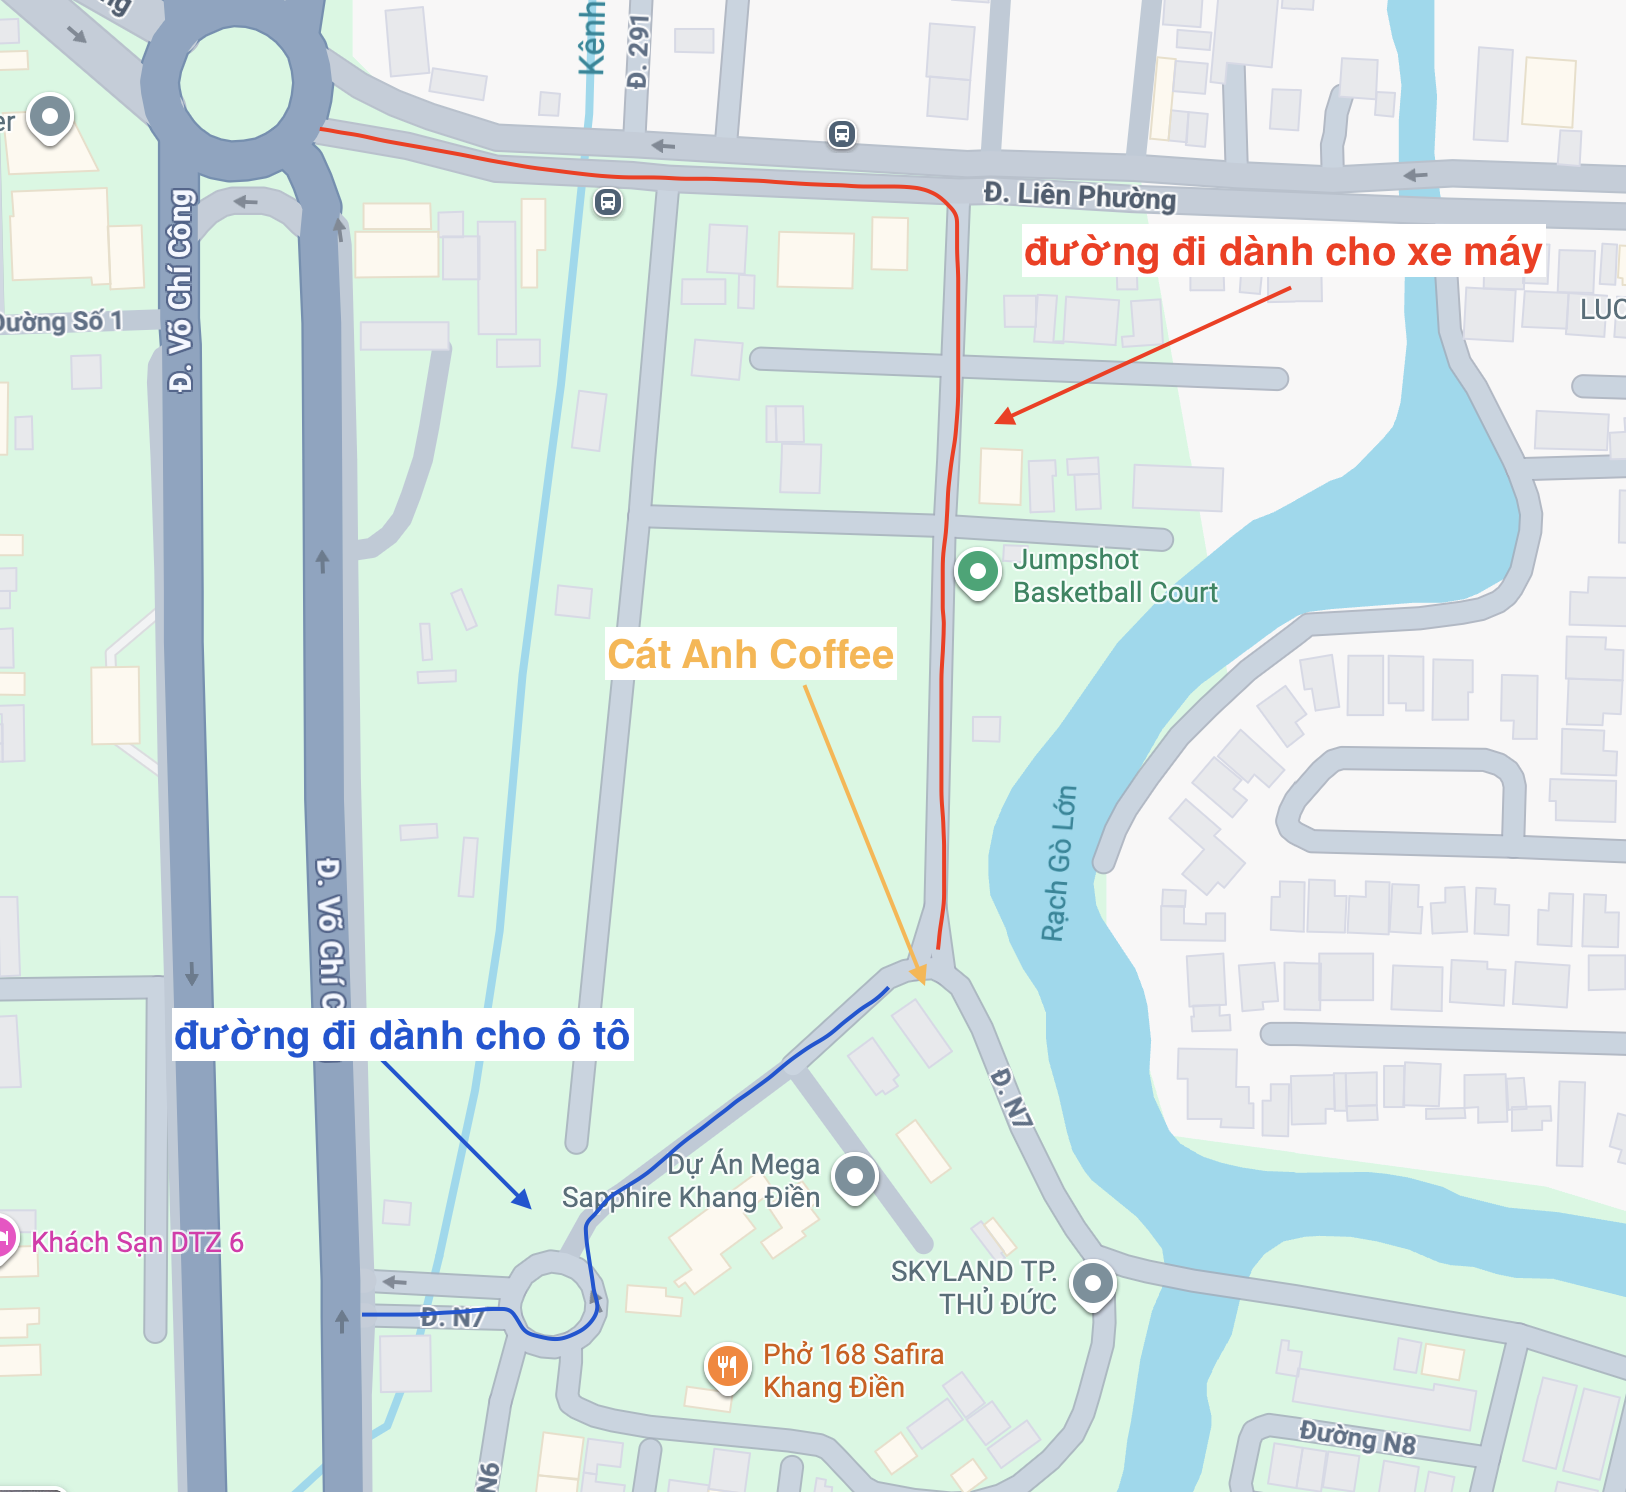 Kênh
Đ. 291
er
Đ. Liên Phường
đường đi dành cho xe máy
Đ. Võ Chí Công
Đường Số 1
LUC
Jumpshot
Basketball Court
Cát Anh Coffee
Rạch Gò Lớn
Đ. Võ Chí C
đường đi dành cho ô tô
Đ. N7
Dự Án Mega
Sapphire Khang Điền
Khách Sạn DTZ 6
SKYLAND TP.
THỦ ĐỨC
Đ. N7
Phở 168 Safira
Khang Điền
Đường N8
N6